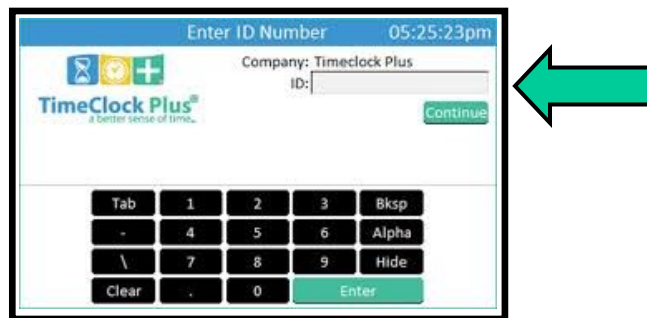 Enter ID Number 05:25:23pm
Company: Timeclock Plus
ID:
TimeClock Plus®
a better sense of time.
Continue
Tab 1 2 3 Bksp
- 4 5 6 Alpha
\ 7 8 9 Hide
Clear . 0 Enter